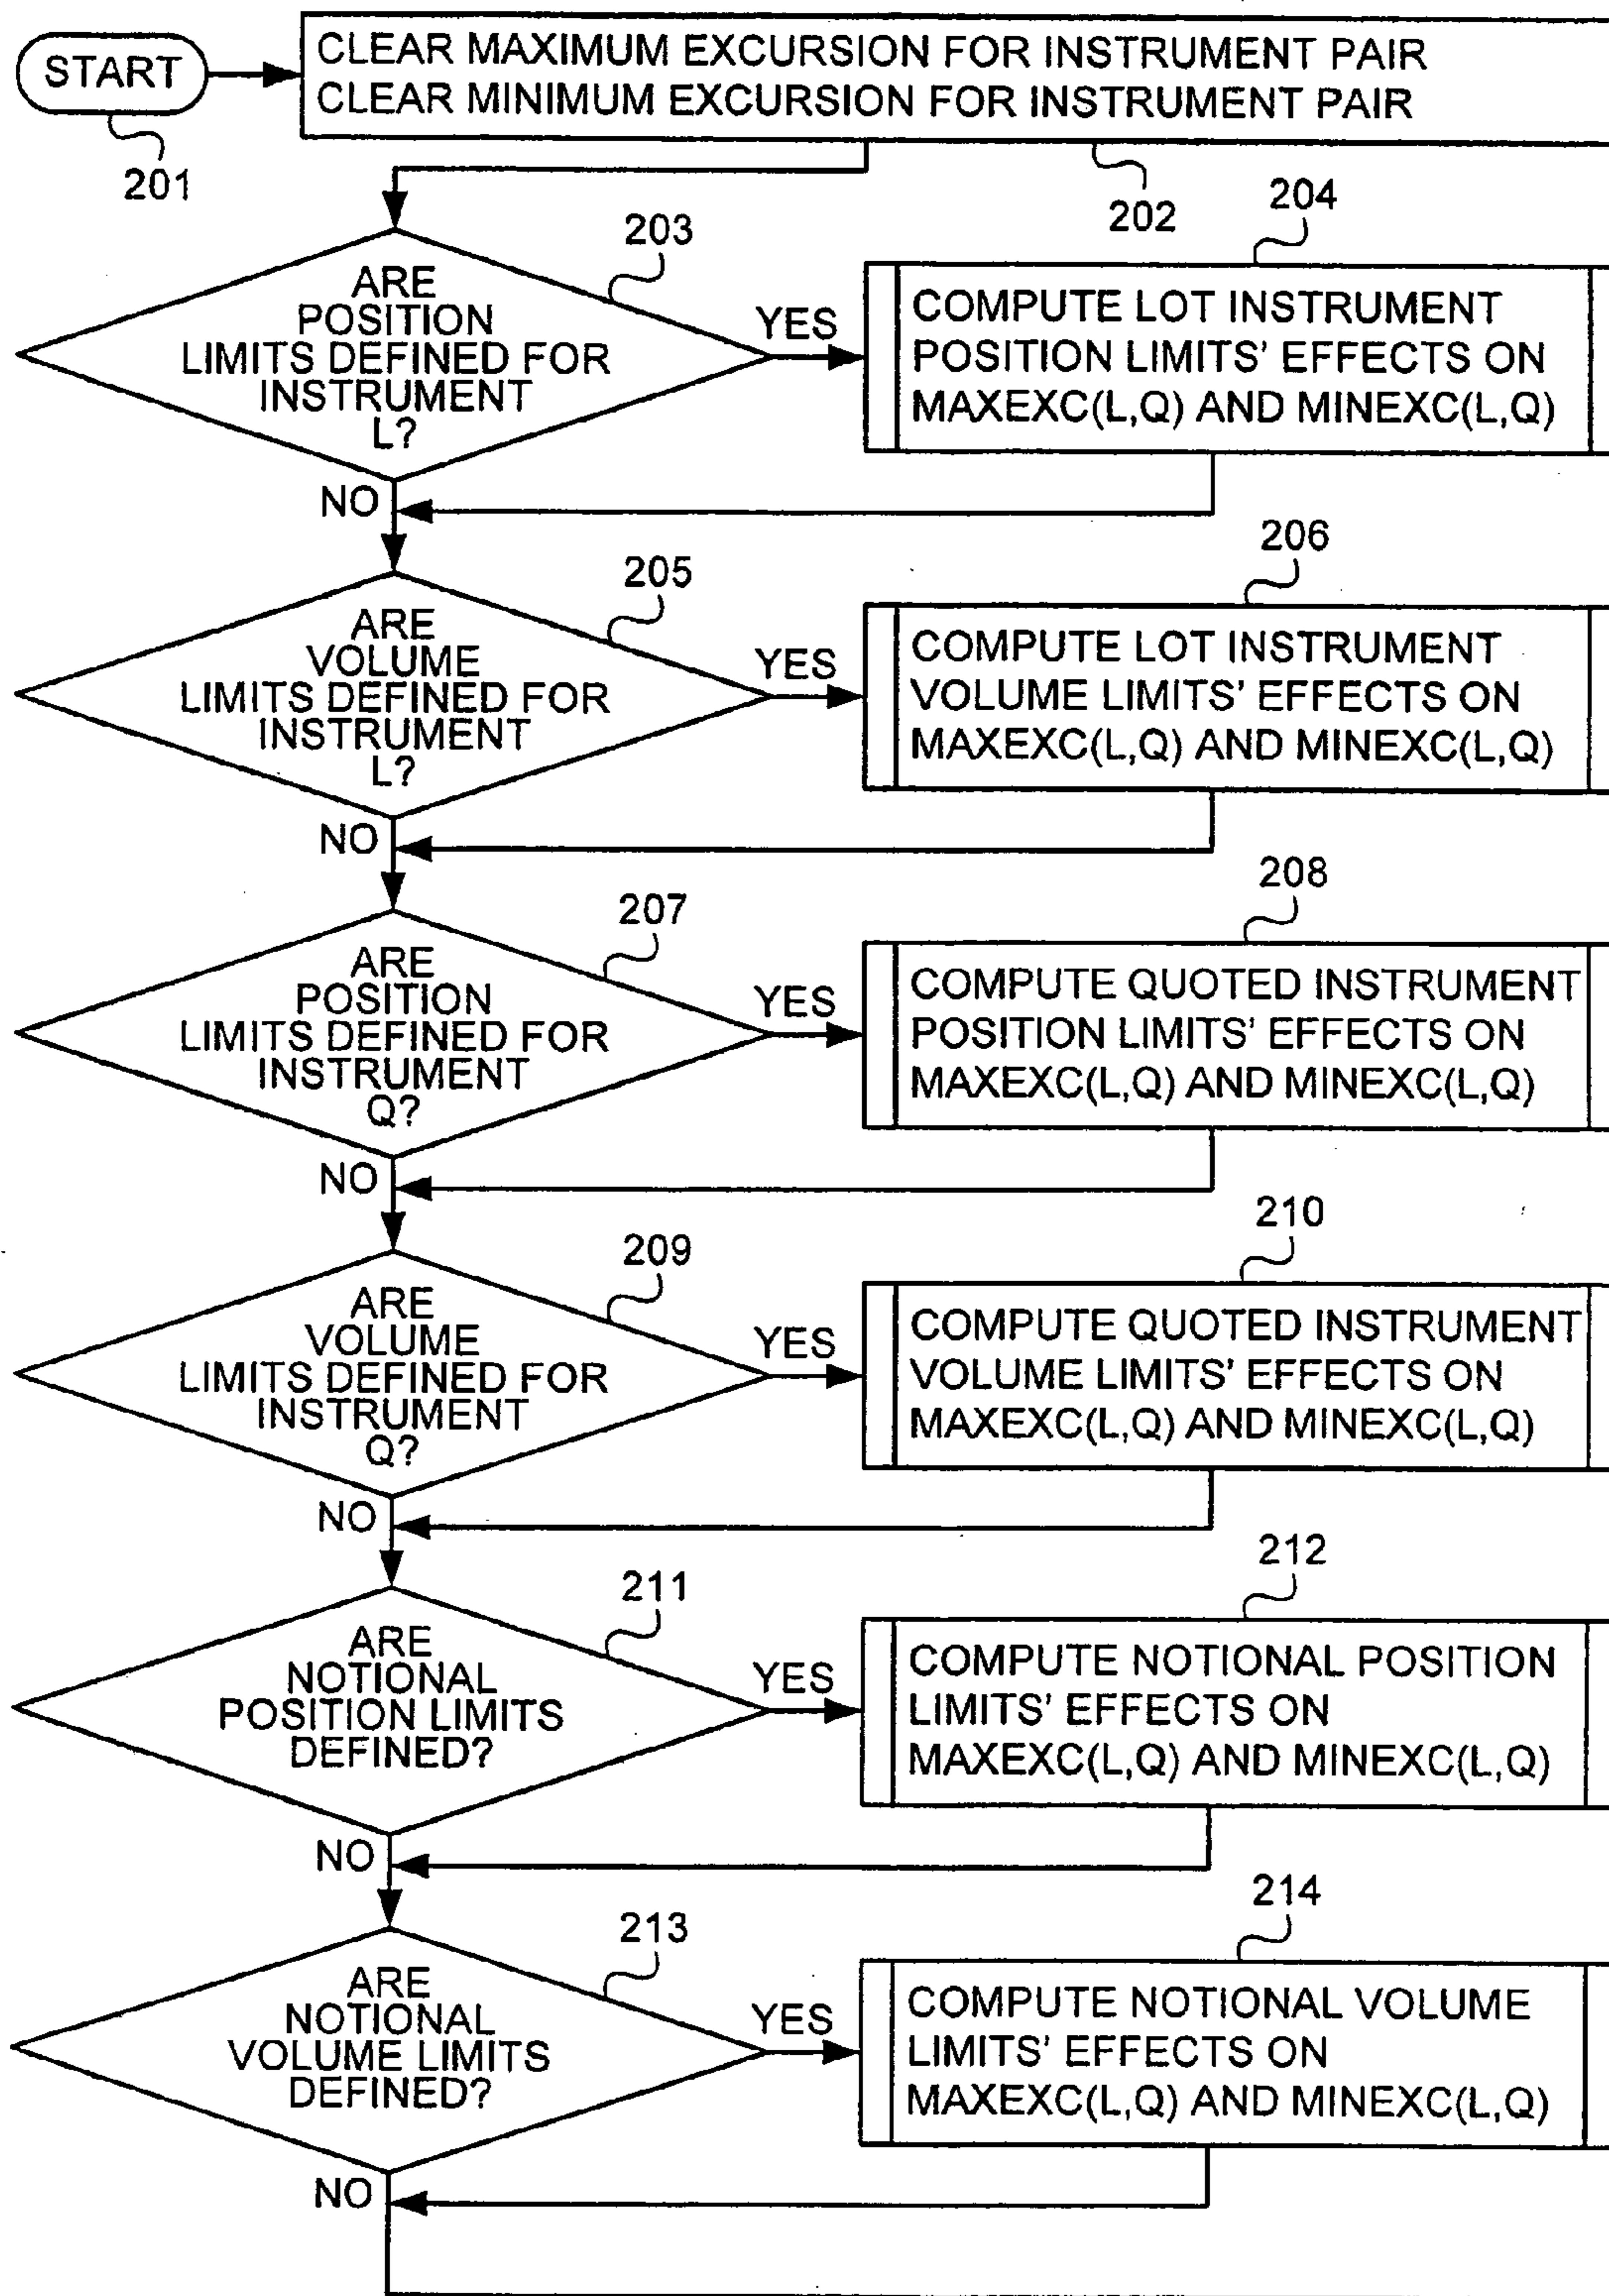 START
CLEAR MAXIMUM EXCURSION FOR INSTRUMENT PAIR
CLEAR MINIMUM EXCURSION FOR INSTRUMENT PAIR
201
202
203
ARE
POSITION
LIMITS DEFINED FOR
INSTRUMENT
L?
YES
204
COMPUTE LOT INSTRUMENT
POSITION LIMITS' EFFECTS ON
MAXEXC(L,Q) AND MINEXC(L,Q)
NO
205
ARE
VOLUME
LIMITS DEFINED FOR
INSTRUMENT
L?
YES
206
COMPUTE LOT INSTRUMENT
VOLUME LIMITS' EFFECTS ON
MAXEXC(L,Q) AND MINEXC(L,Q)
NO
207
ARE
POSITION
LIMITS DEFINED FOR
INSTRUMENT
Q?
YES
208
COMPUTE QUOTED INSTRUMENT
POSITION LIMITS' EFFECTS ON
MAXEXC(L,Q) AND MINEXC(L,Q)
NO
209
ARE
VOLUME
LIMITS DEFINED FOR
INSTRUMENT
Q?
YES
210
COMPUTE QUOTED INSTRUMENT
VOLUME LIMITS' EFFECTS ON
MAXEXC(L,Q) AND MINEXC(L,Q)
NO
211
ARE
NOTIONAL
POSITION LIMITS
DEFINED?
YES
212
COMPUTE NOTIONAL POSITION
LIMITS' EFFECTS ON
MAXEXC(L,Q) AND MINEXC(L,Q)
NO
213
ARE
NOTIONAL
VOLUME LIMITS
DEFINED?
YES
214
COMPUTE NOTIONAL VOLUME
LIMITS' EFFECTS ON
MAXEXC(L,Q) AND MINEXC(L,Q)
NO